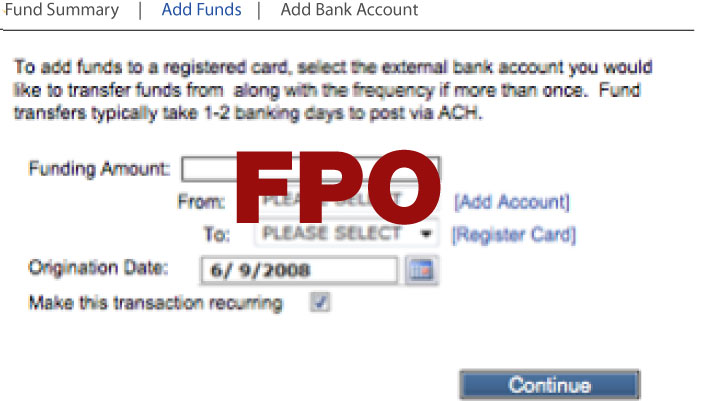 Fund Summary | Add Funds | Add Bank Account
To add funds to a registered card, select the external bank account you would
like to transfer funds from along with the frequency if more than once. Fund
transfers typically take 1-2 banking days to post via ACH.
Funding Amount:
FPO
From: PLEASE SELECT [Add Account]
To: PLEASE SELECT [Register Card]
Origination Date: 6/ 9/2008
Make this transaction recurring
Continue